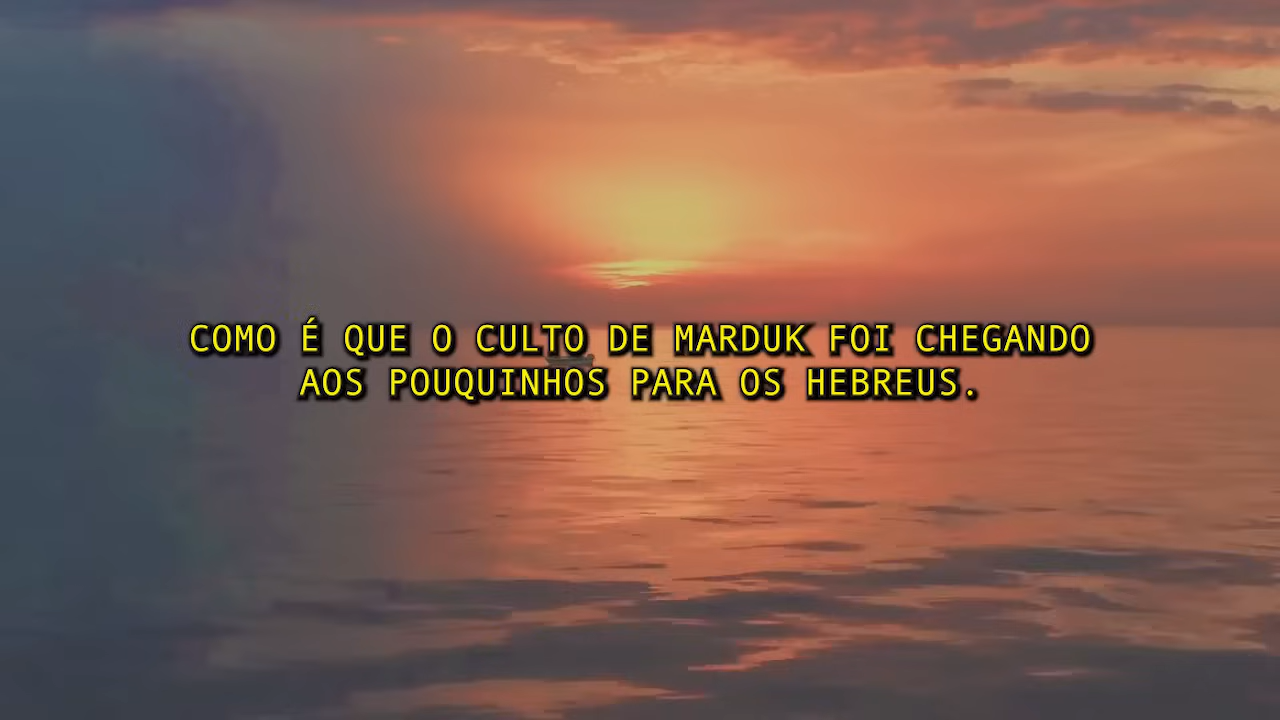 COMO É QUE O CULTO DE MARDUK FOI CHEGANDO
AOS POUQUINHOS PARA OS HEBREUS.